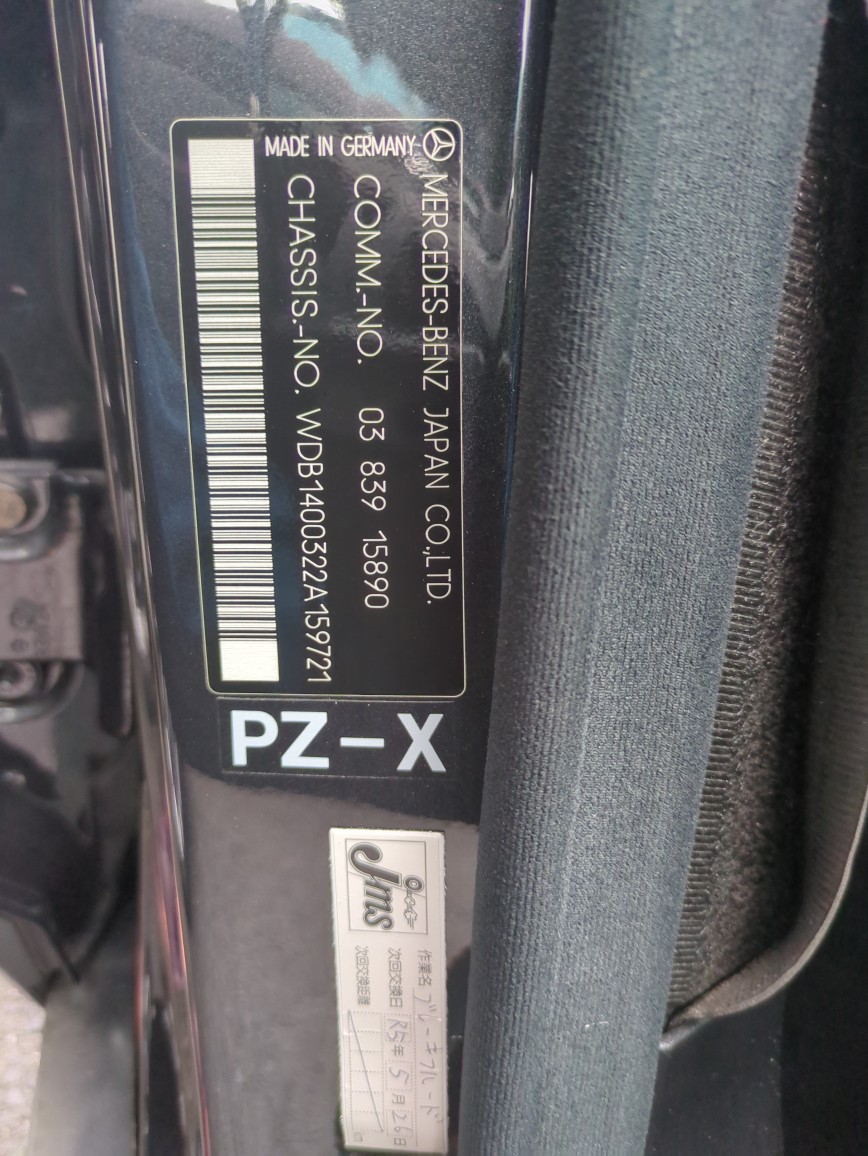 MERCEDES-BENZ JAPAN CO.,LTD.
MADE IN GERMANY
COMM.-NO. 03 839 15890
CHASSIS.-NO. WDB1400322A159721
PZ-X
Jms
作業名 ブレーキフルード
次回交換日 R5年5月26日
次回交換距離